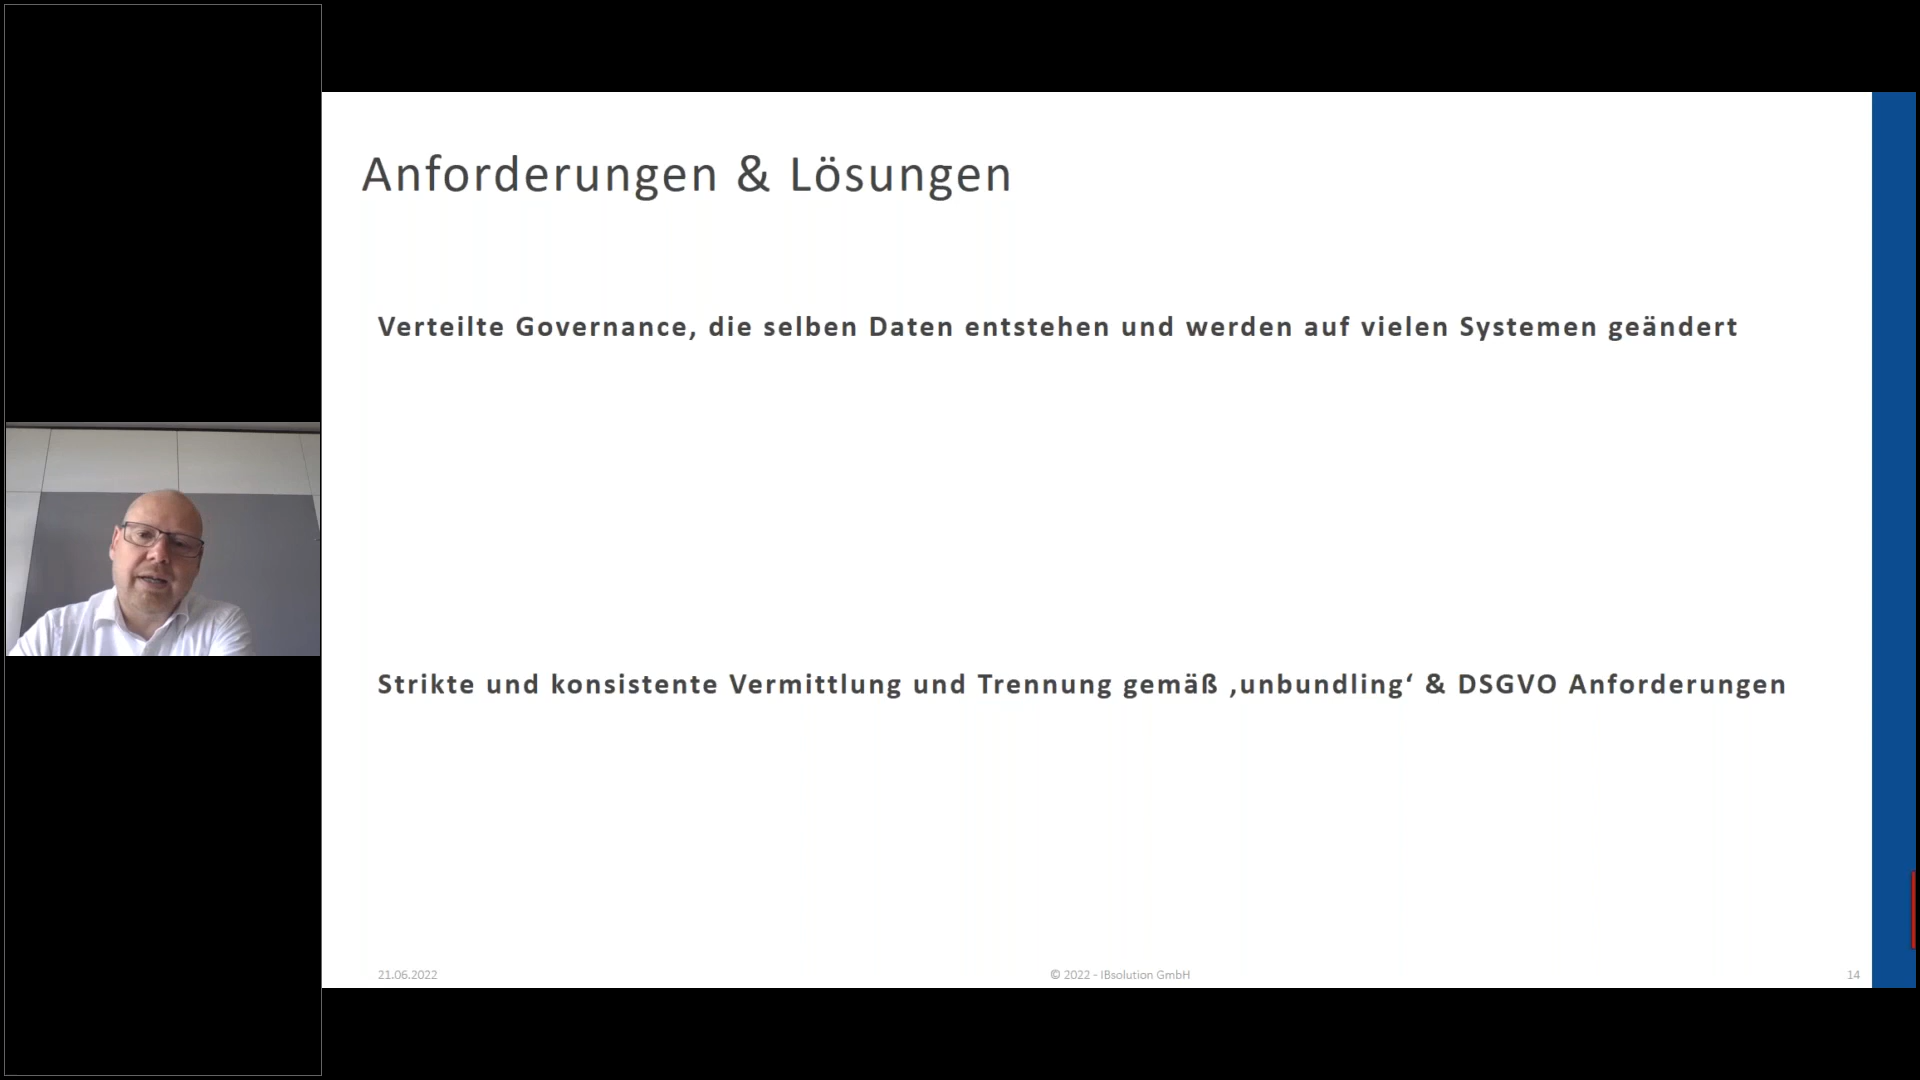 Anforderungen & Lösungen
Verteilte Governance, die selben Daten entstehen und werden auf vielen Systemen geändert
Strikte und konsistente Vermittlung und Trennung gemäß ‚unbundling‘ & DSGVO Anforderungen
21.06.2022
© 2022 - IBsolution GmbH
14